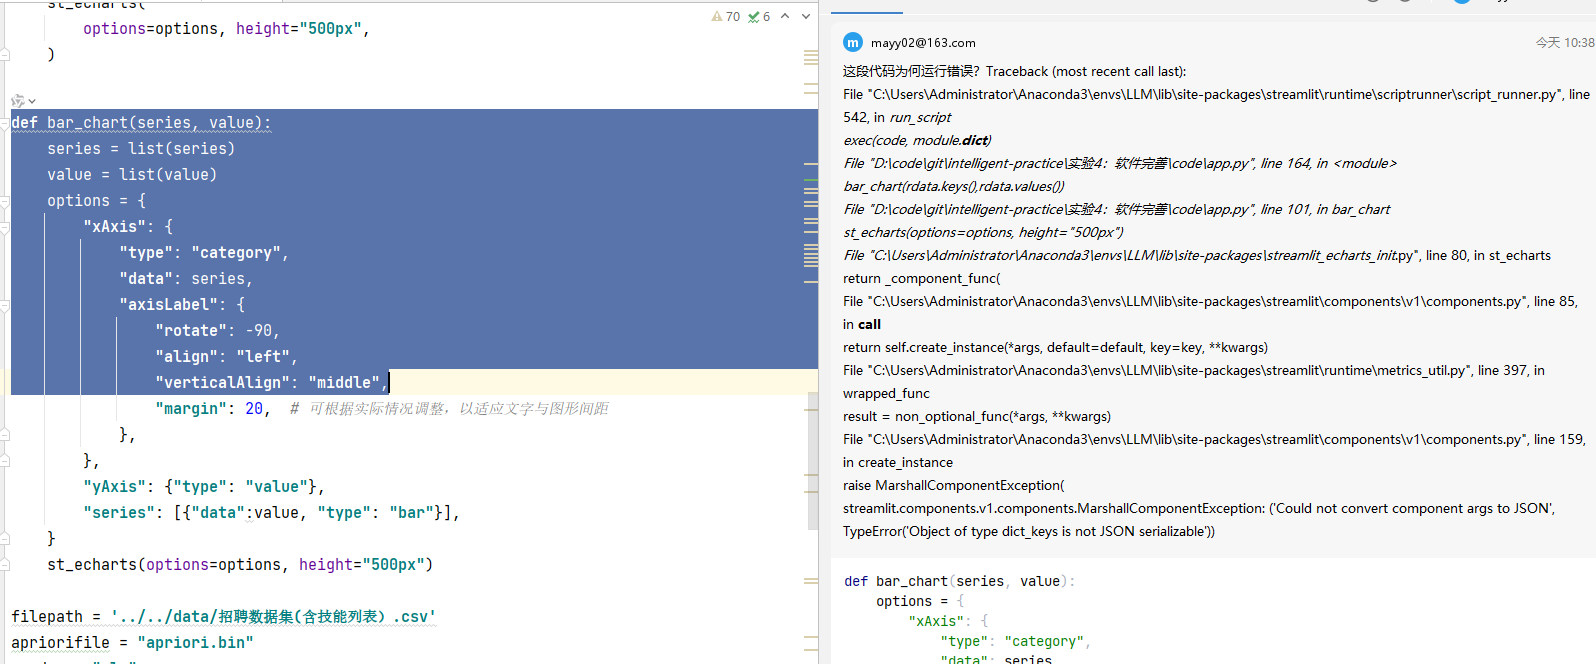 st_echarts(
options=options, height="500px",
)
70 6
def bar_chart(series, value):
series = list(series)
value = list(value)
options = {
"xAxis": {
"type": "category",
"data": series,
"axisLabel": {
"rotate": -90,
"align": "left",
"verticalAlign": "middle",
"margin": 20, # 可根据实际情况调整，以适应文字与图形间距
},
},
"yAxis": {"type": "value"},
"series": [{"data":value, "type": "bar"}],
}
st_echarts(options=options, height="500px")
filepath = '../../data/招聘数据集(含技能列表）.csv'
apriorifile = "apriori.bin"
m mayy02@163.com 今天 10:38
这段代码为何运行错误？Traceback (most recent call last):
File "C:\Users\Administrator\Anaconda3\envs\LLM\lib\site-packages\streamlit\runtime\scriptrunner\script_runner.py", line
542, in run_script
exec(code, module.dict)
File "D:\code\git\intelligent-practice\实验4：软件完善\code\app.py", line 164, in <module>
bar_chart(rdata.keys(),rdata.values())
File "D:\code\git\intelligent-practice\实验4：软件完善\code\app.py", line 101, in bar_chart
st_echarts(options=options, height="500px")
File "C:\Users\Administrator\Anaconda3\envs\LLM\lib\site-packages\streamlit_echarts_init.py", line 80, in st_echarts
return _component_func(
File "C:\Users\Administrator\Anaconda3\envs\LLM\lib\site-packages\streamlit\components\v1\components.py", line 85,
in call
return self.create_instance(*args, default=default, key=key, **kwargs)
File "C:\Users\Administrator\Anaconda3\envs\LLM\lib\site-packages\streamlit\runtime\metrics_util.py", line 397, in
wrapped_func
result = non_optional_func(*args, **kwargs)
File "C:\Users\Administrator\Anaconda3\envs\LLM\lib\site-packages\streamlit\components\v1\components.py", line 159,
in create_instance
raise MarshallComponentException(
streamlit.components.v1.components.MarshallComponentException: ('Could not convert component args to JSON',
TypeError('Object of type dict_keys is not JSON serializable'))
def bar_chart(series, value):
options = {
"xAxis": {
"type": "category",
"data": series,